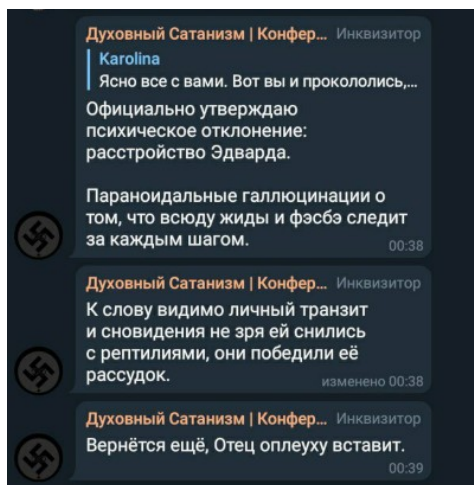 Духовный Сатанизм | Конфер... Инквизитор
Karolina
Ясно все с вами. Вот вы и прокололись,...
Официально утверждаю
психическое отклонение:
расстройство Эдварда.
Параноидальные галлюцинации о
том, что всюду жиды и фэсбэ следит
за каждым шагом.
00:38
Духовный Сатанизм | Конфер... Инквизитор
К слову видимо личный транзит
и сновидения не зря ей снились
с рептилиями, они победили её
рассудок.
изменено 00:38
Духовный Сатанизм | Конфер... Инквизитор
Вернётся ещё, Отец оплеуху вставит.
00:39